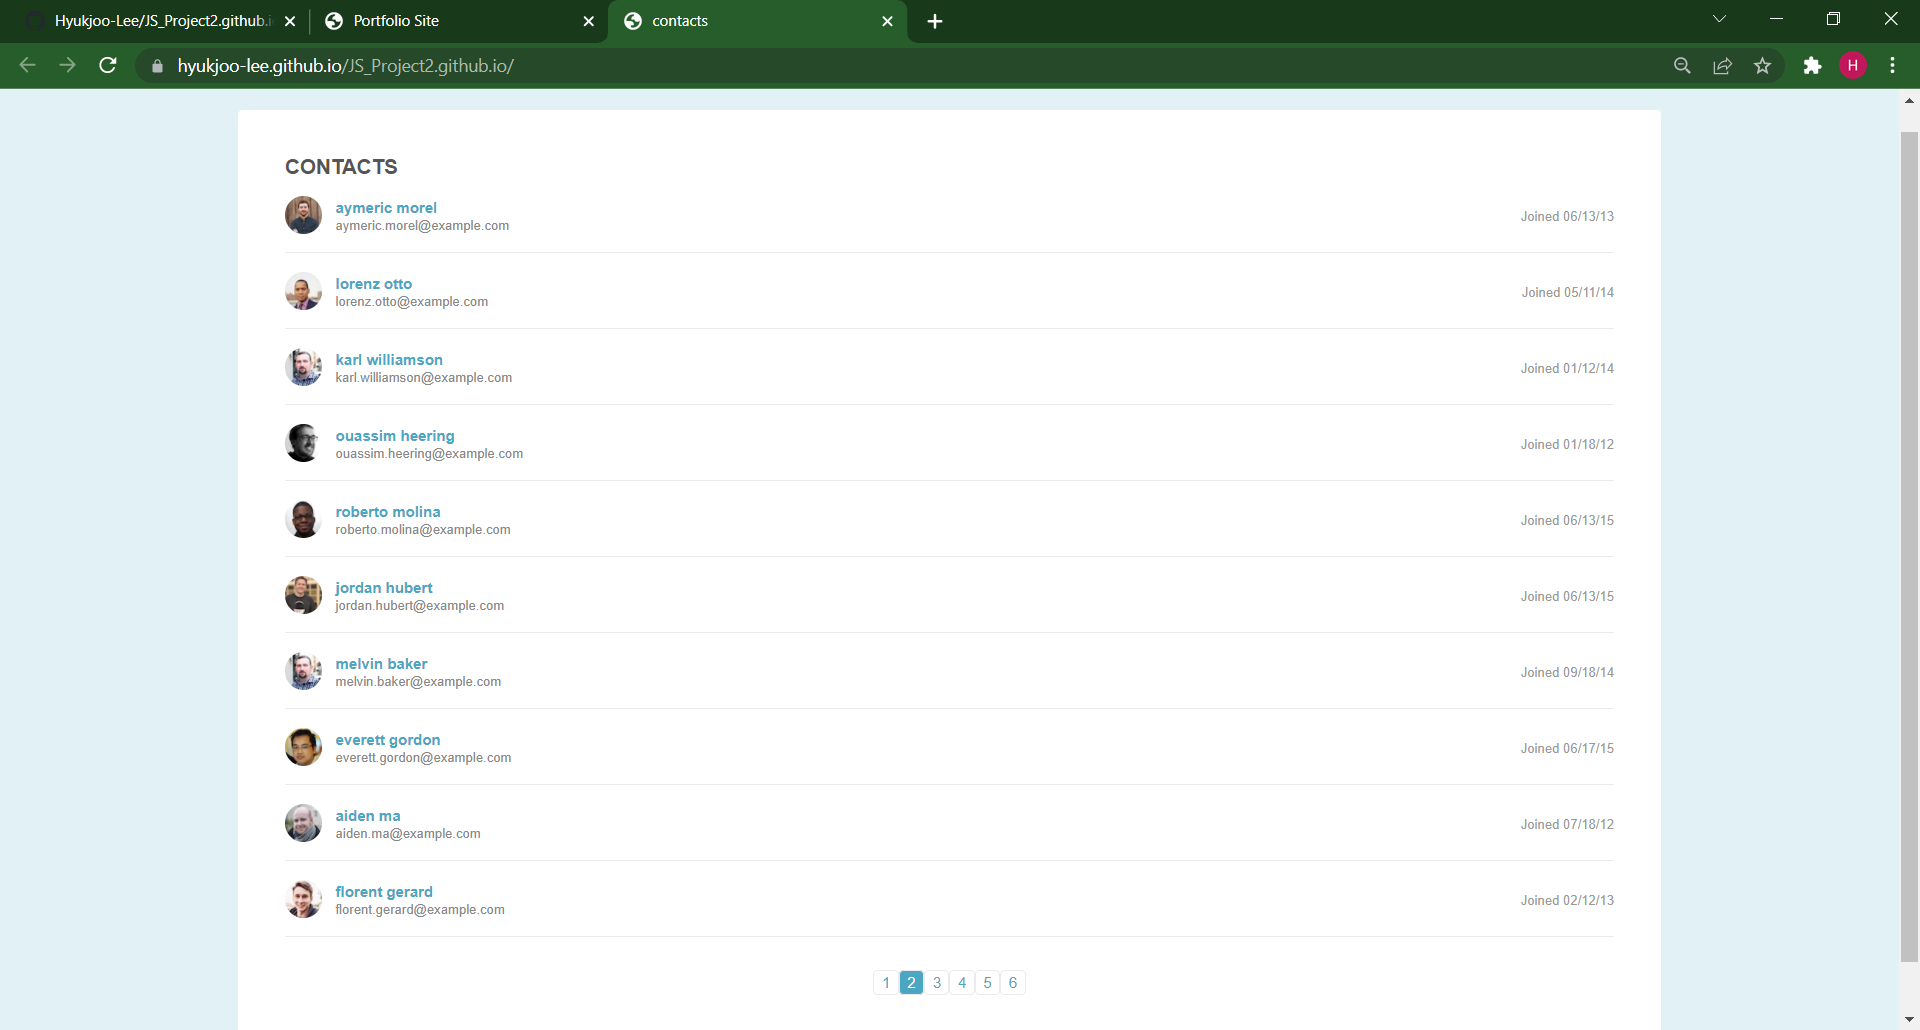 Hyukjoo-Lee/JS_Project2.github.i
Portfolio Site
contacts
hyukjoo-lee.github.io/JS_Project2.github.io/
H
CONTACTS
aymeric morel
aymeric.morel@example.com
Joined 06/13/13
lorenz otto
lorenz.otto@example.com
Joined 05/11/14
karl williamson
karl.williamson@example.com
Joined 01/12/14
ouassim heering
ouassim.heering@example.com
Joined 01/18/12
roberto molina
roberto.molina@example.com
Joined 06/13/15
jordan hubert
jordan.hubert@example.com
Joined 06/13/15
melvin baker
melvin.baker@example.com
Joined 09/18/14
everett gordon
everett.gordon@example.com
Joined 06/17/15
aiden ma
aiden.ma@example.com
Joined 07/18/12
florent gerard
florent.gerard@example.com
Joined 02/12/13
1 2 3 4 5 6